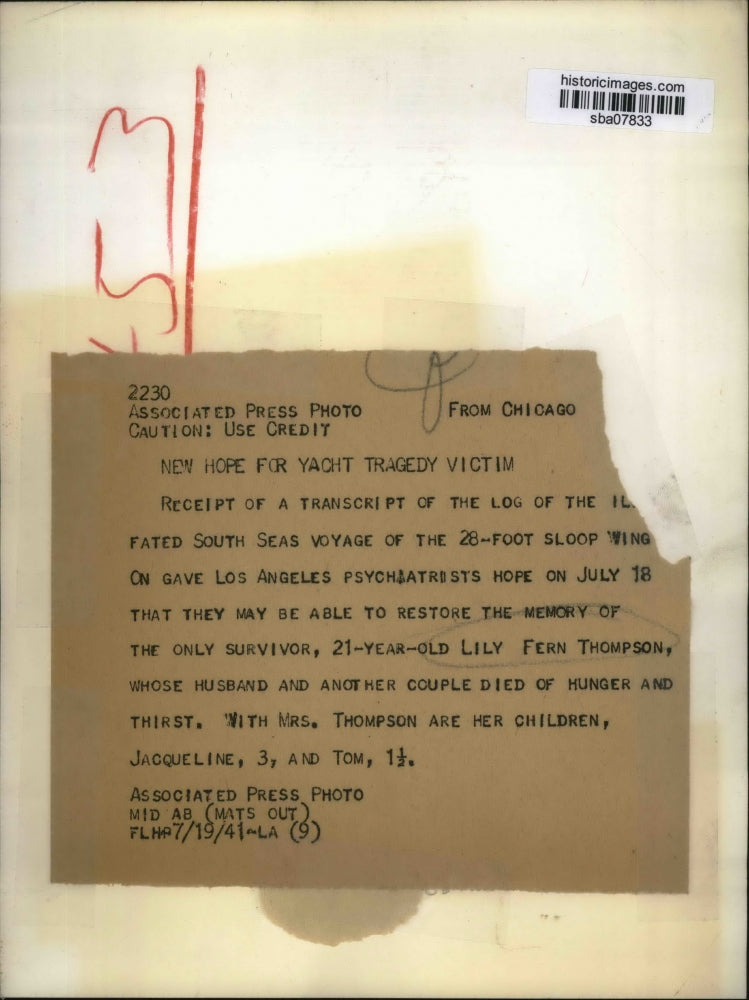 historicimages.com
sba07833
53
2230
ASSOCIATED PRESS PHOTO FROM CHICAGO
CAUTION: USE CREDIT
NEW HOPE FOR YACHT TRAGEDY VICTIM
RECEIPT OF A TRANSCRIPT OF THE LOG OF THE
FATED SOUTH SEAS VOYAGE OF THE 28-FOOT SLOOP WING
ON GAVE LOS ANGELES PSYCHIATRISTS HOPE ON JULY 18
THAT THEY MAY BE ABLE TO RESTORE THE MEMORY OF
THE ONLY SURVIVOR, 21-YEAR-OLD LILY FERN THOMPSON,
WHOSE HUSBAND AND ANOTHER COUPLE DIED OF HUNGER AND
THIRST. WITH MRS. THOMPSON ARE HER CHILDREN,
JACQUELINE, 3, AND TOM, 1½.
ASSOCIATED PRESS PHOTO
MID AB (MATS OUT)
7/19/41-LA (9)